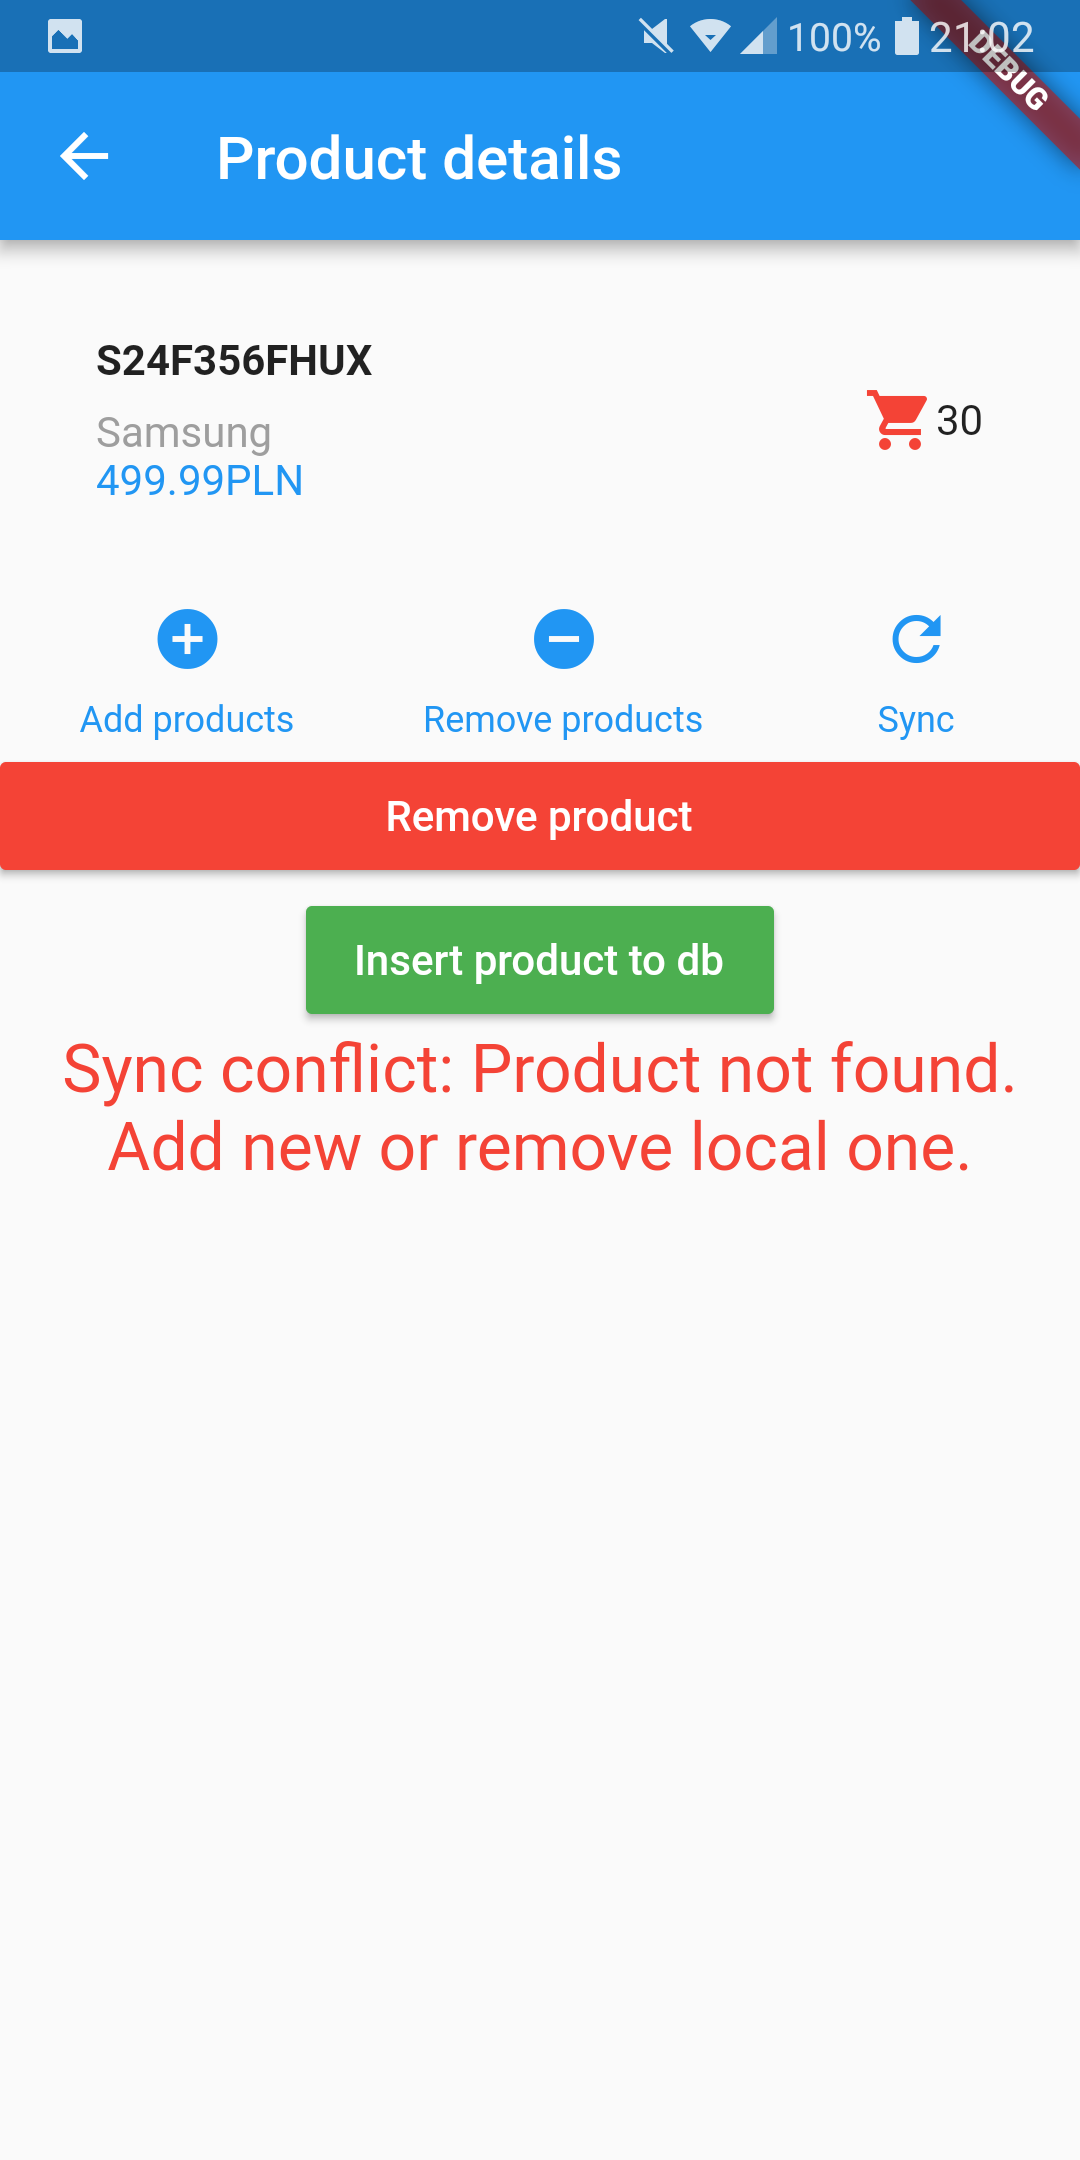 100% 21:02
DEBUG
Product details
S24F356FHUX
Samsung
499.99PLN
30
Add products
Remove products
Sync
Remove product
Insert product to db
Sync conflict: Product not found.
Add new or remove local one.